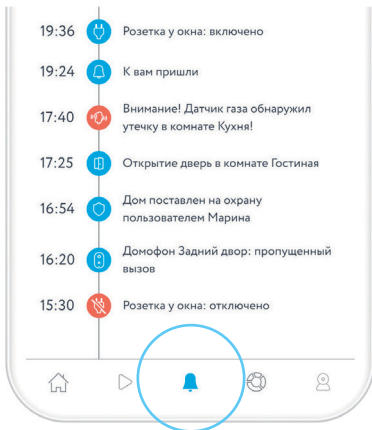 19:36 Розетка у окна: включено
19:24 К вам пришли
17:40 Внимание! Датчик газа обнаружил
утечку в комнате Кухня!
17:25 Открытие дверь в комнате Гостиная
16:54 Дом поставлен на охрану
пользователем Марина
16:20 Домофон Задний двор: пропущенный
вызов
15:30 Розетка у окна: отключено